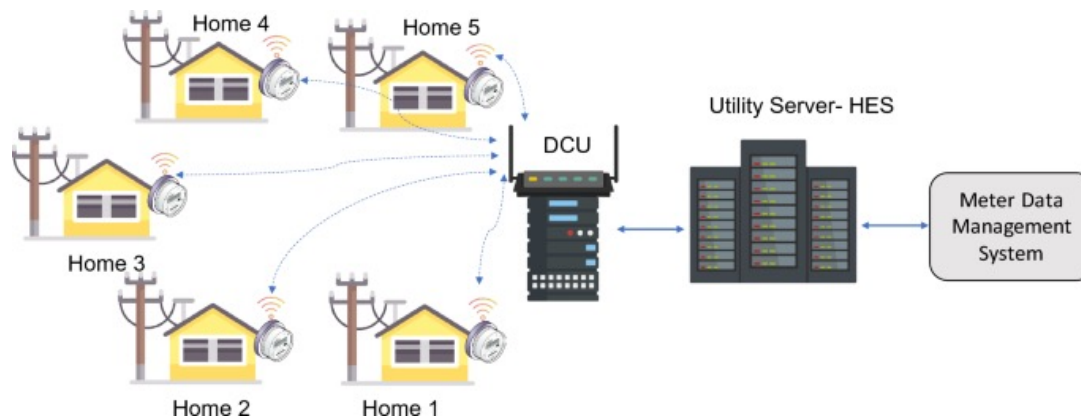 Home 4
Home 5
Utility Server- HES
DCU
Meter Data
Management
System
Home 3
Home 2
Home 1